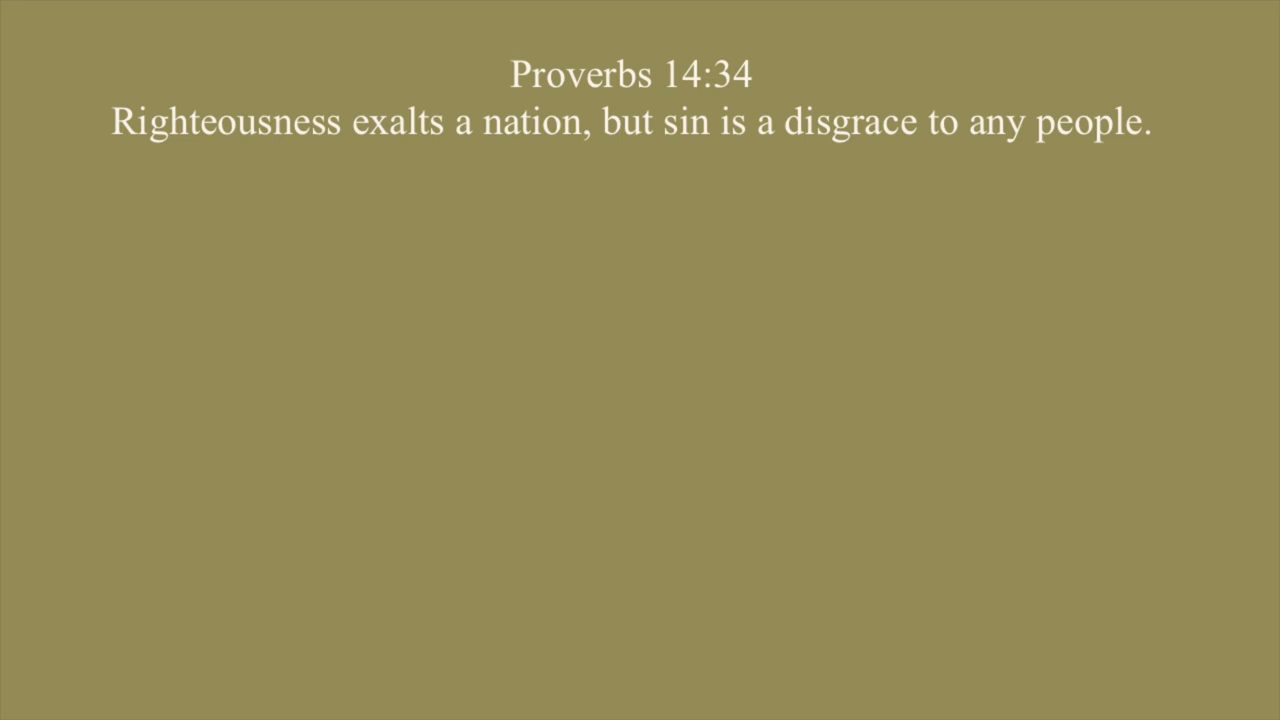 Proverbs 14:34
Righteousness exalts a nation, but sin is a disgrace to any people.